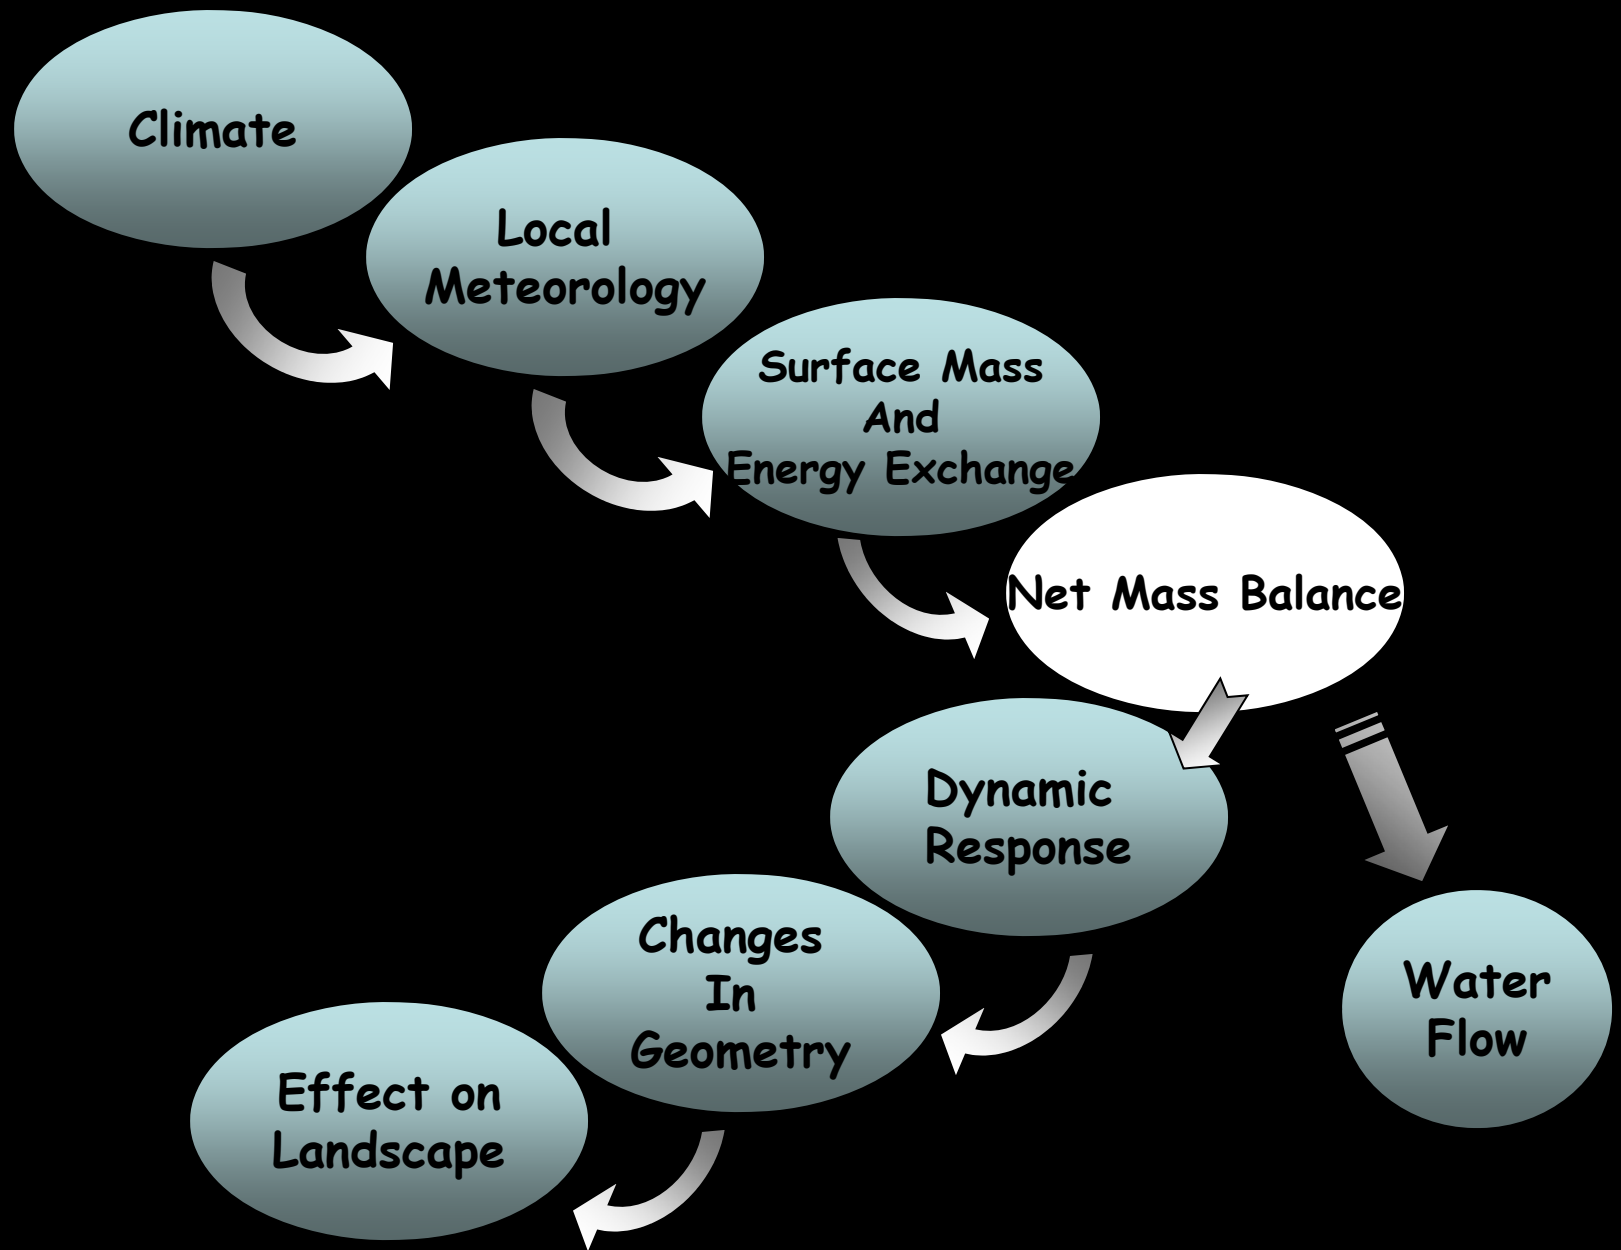 Climate
Local
Meteorology
Surface Mass
And
Energy Exchange
Net Mass Balance
Dynamic
Response
Changes
In
Geometry
Effect on
Landscape
Water
Flow